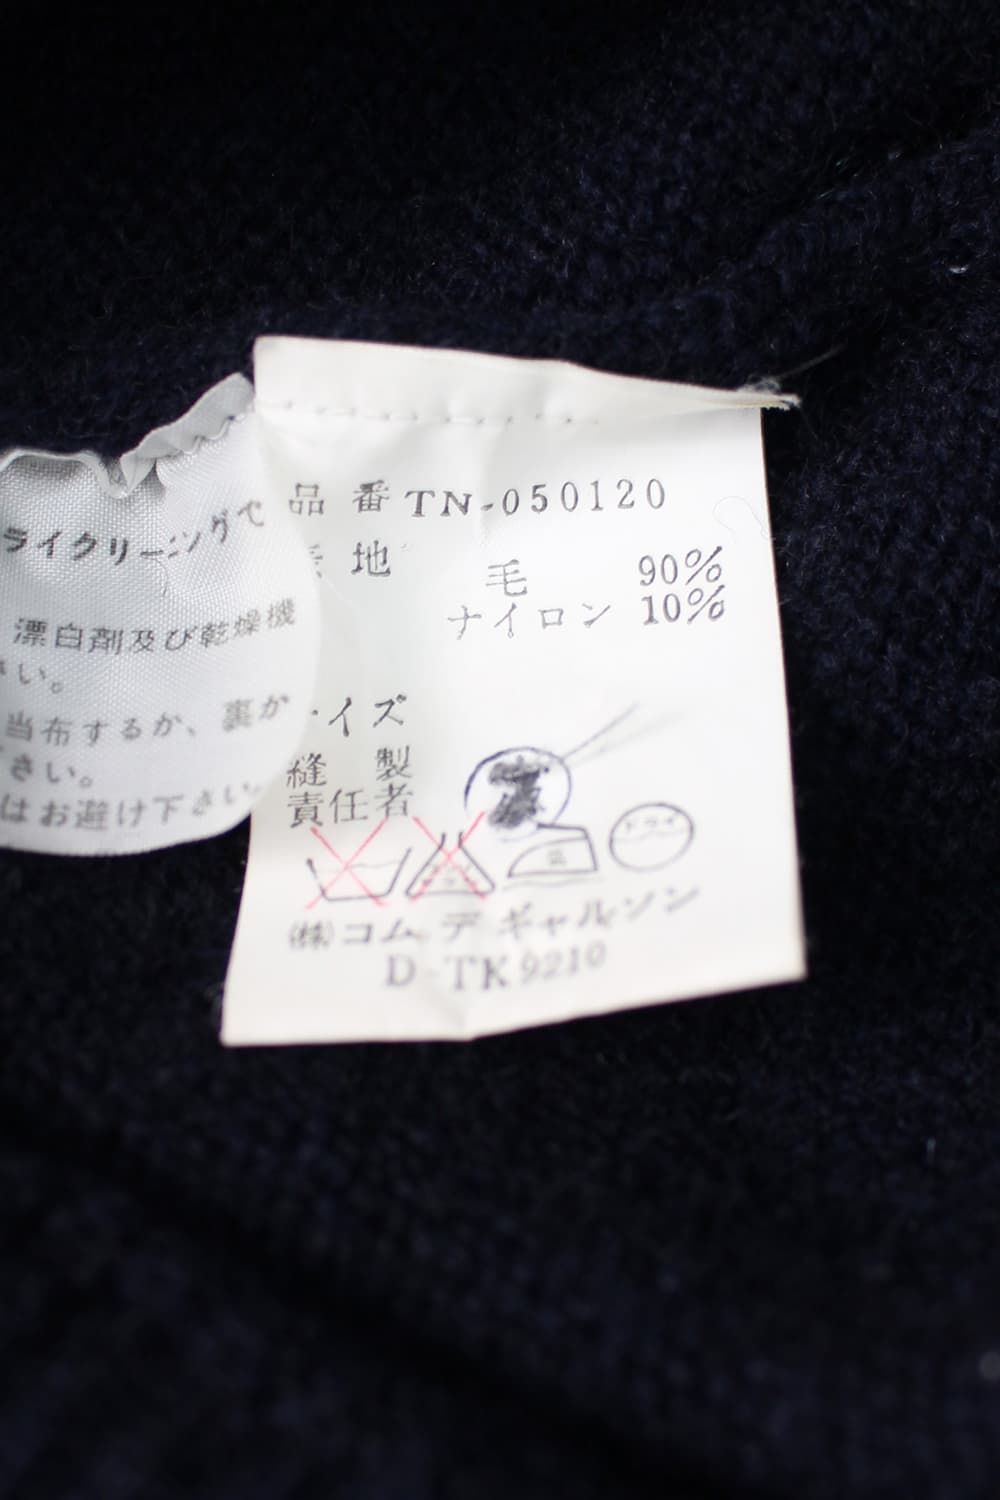 品番 TN-050120
地
毛 90%
ナイロン 10%
イズ
縫製
責任者
ドライ
㈱コム デ ギャルソン
D-TK9210
ライクリーニングで
漂白剤及び乾燥機
さい。
当布するか、裏か
さい。
はお避け下さい。